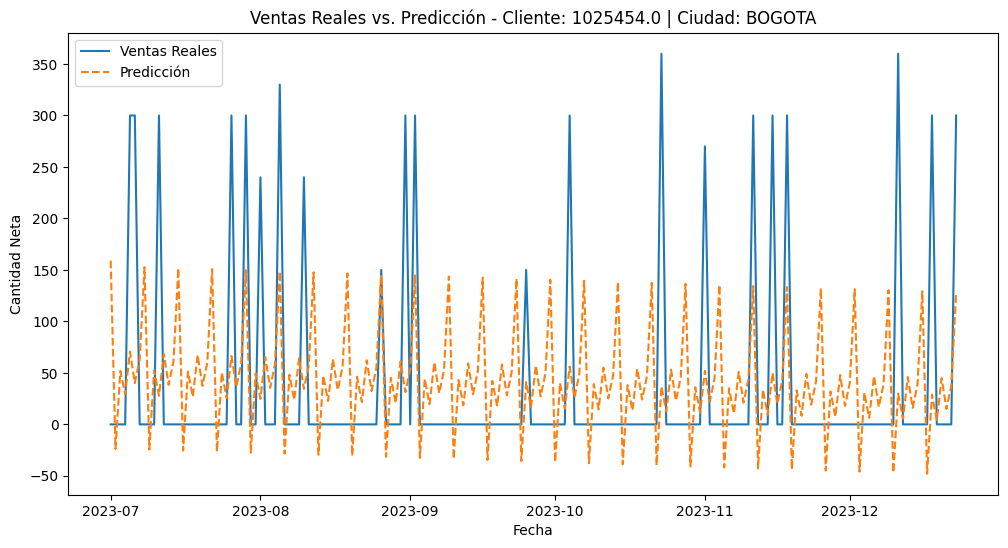 Ventas Reales vs. Predicción - Cliente: 1025454.0 | Ciudad: BOGOTA
Ventas Reales
Predicción
Cantidad Neta
350
300
250
200
150
100
50
0
−50
2023-07 2023-08 2023-09 2023-10 2023-11 2023-12
Fecha